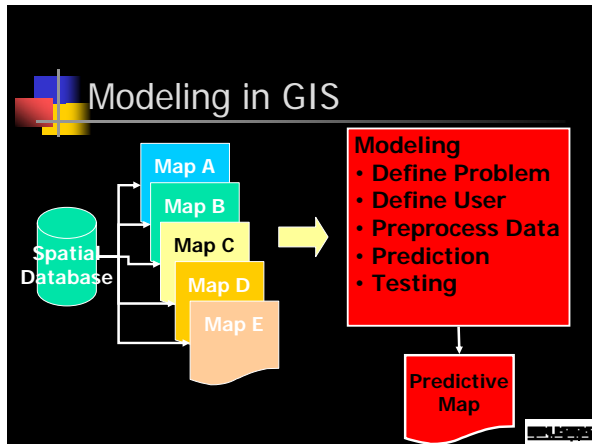 Modeling in GIS
Map A
Map B
Map C
Map D
Map E
Spatial
Database
Modeling
• Define Problem
• Define User
• Preprocess Data
• Prediction
• Testing
Predictive
Map